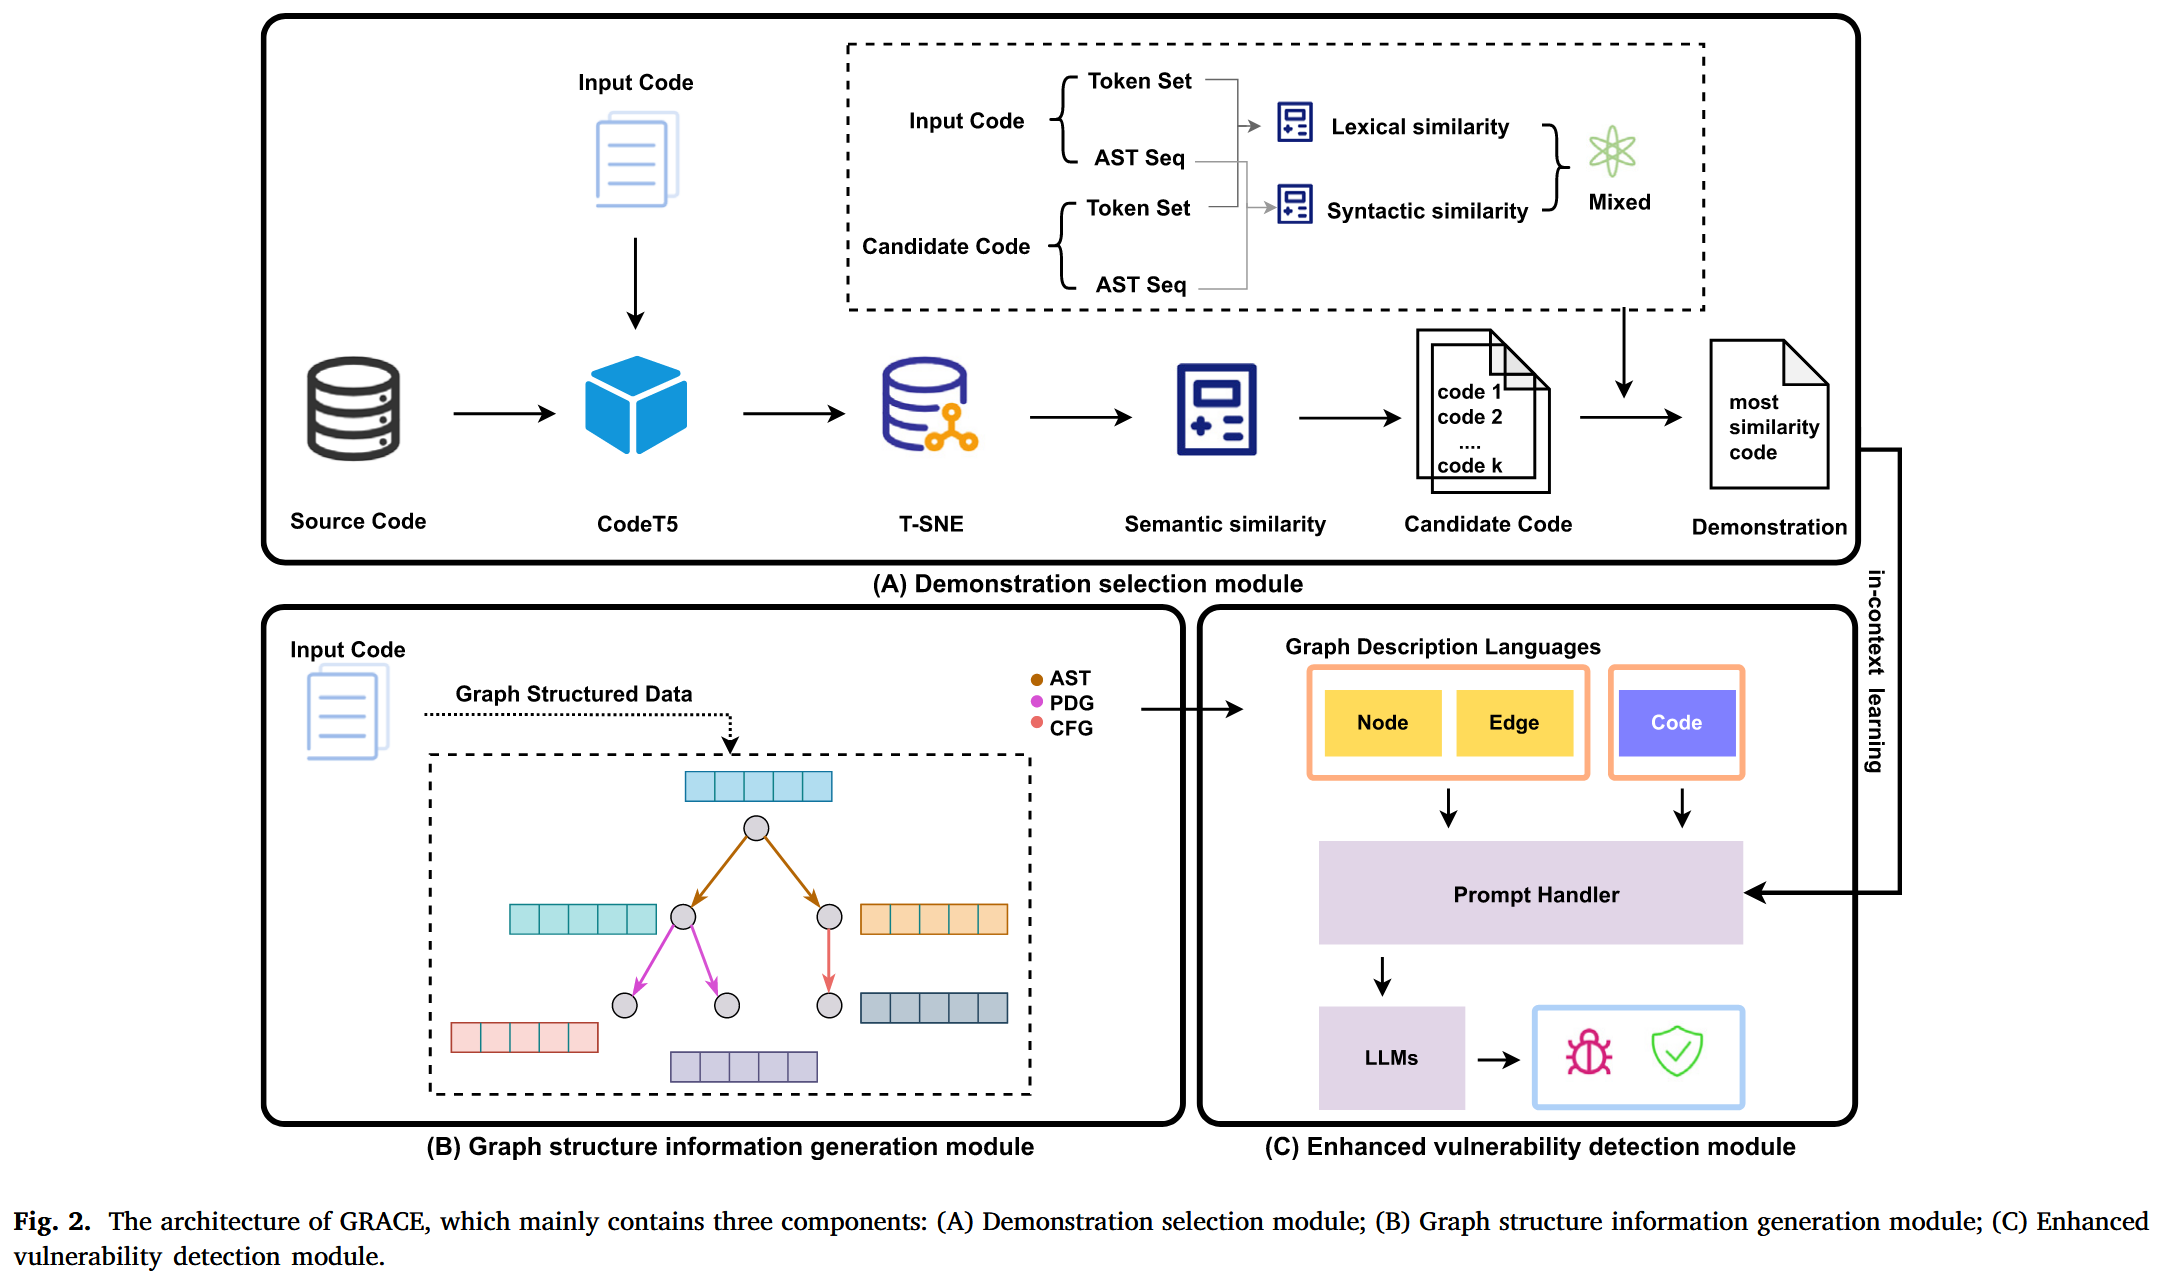 Input Code
Token Set
Input Code
AST Seq
Lexical similarity
Token Set
Candidate Code
AST Seq
Syntactic similarity
Mixed
code 1
code 2
....
code k
most
similarity
code
Source Code
CodeT5
T-SNE
Semantic similarity
Candidate Code
Demonstration
(A) Demonstration selection module
in-context learning
Input Code
Graph Structured Data
AST
PDG
CFG
(B) Graph structure information generation module
Graph Description Languages
Node
Edge
Code
Prompt Handler
LLMs
(C) Enhanced vulnerability detection module
Fig. 2. The architecture of GRACE, which mainly contains three components: (A) Demonstration selection module; (B) Graph structure information generation module; (C) Enhanced
vulnerability detection module.